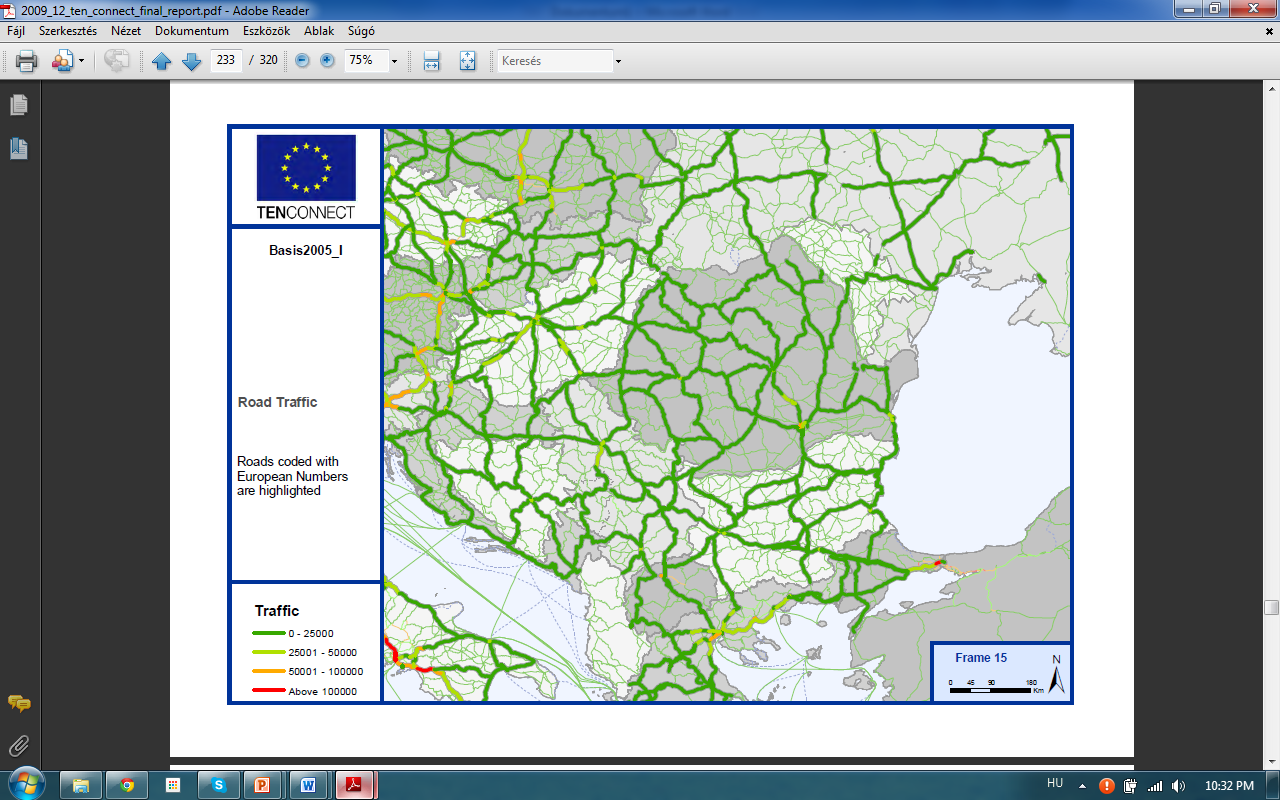 2009_12_ten_connect_final_report.pdf - Adobe Reader
Fájl Szerkesztés Nézet Dokumentum Eszközök Ablak Súgó
233 / 320 75% Keresés
TENCONNECT
Basis2005_I
Road Traffic
Roads coded with
European Numbers
are highlighted
Traffic
0 - 25000
25001 - 50000
50001 - 100000
Above 100000
Frame 15
N
0 45 90 180
Km
HU 10:32 PM